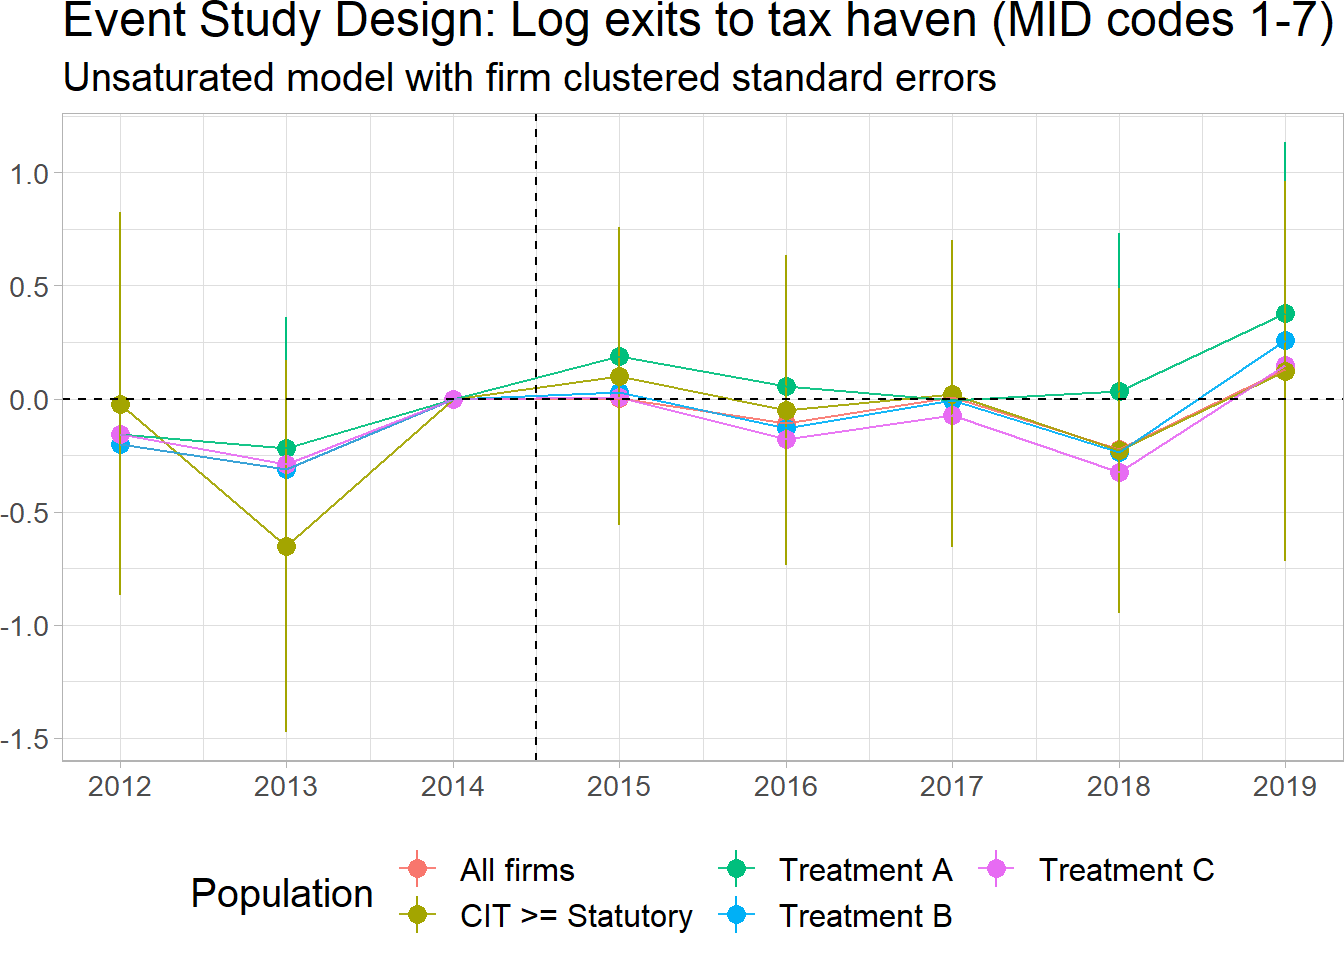 Event Study Design: Log exits to tax haven (MID codes 1-7)
Unsaturated model with firm clustered standard errors
1.0
0.5
0.0
-0.5
-1.0
-1.5
2012 2013 2014 2015 2016 2017 2018 2019
Population
All firms Treatment A Treatment C
CIT >= Statutory Treatment B